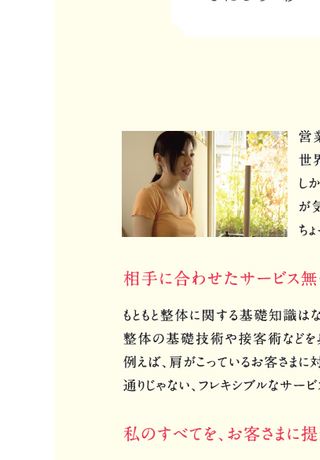 営業
世界
しか
が気
ちょ
相手に合わせたサービス無
もともと整体に関する基礎知識はな
整体の基礎技術や接客術などを
例えば、肩がこっているお客さまに対
通りじゃない、フレキシブルなサービ
私のすべてを、お客さまに提